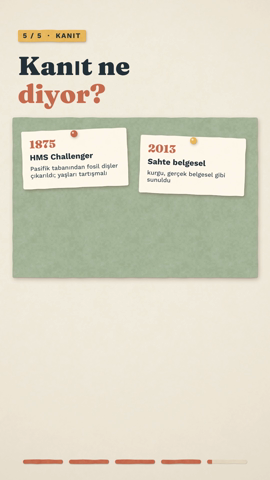 5 / 5 · KANIT
Kanıt ne
diyor?
1875
HMS Challenger
Pasifik tabanından fosil dişler
çıkarıldı; yaşları tartışmalı
2013
Sahte belgesel
kurgu, gerçek belgesel gibi
sunuldu